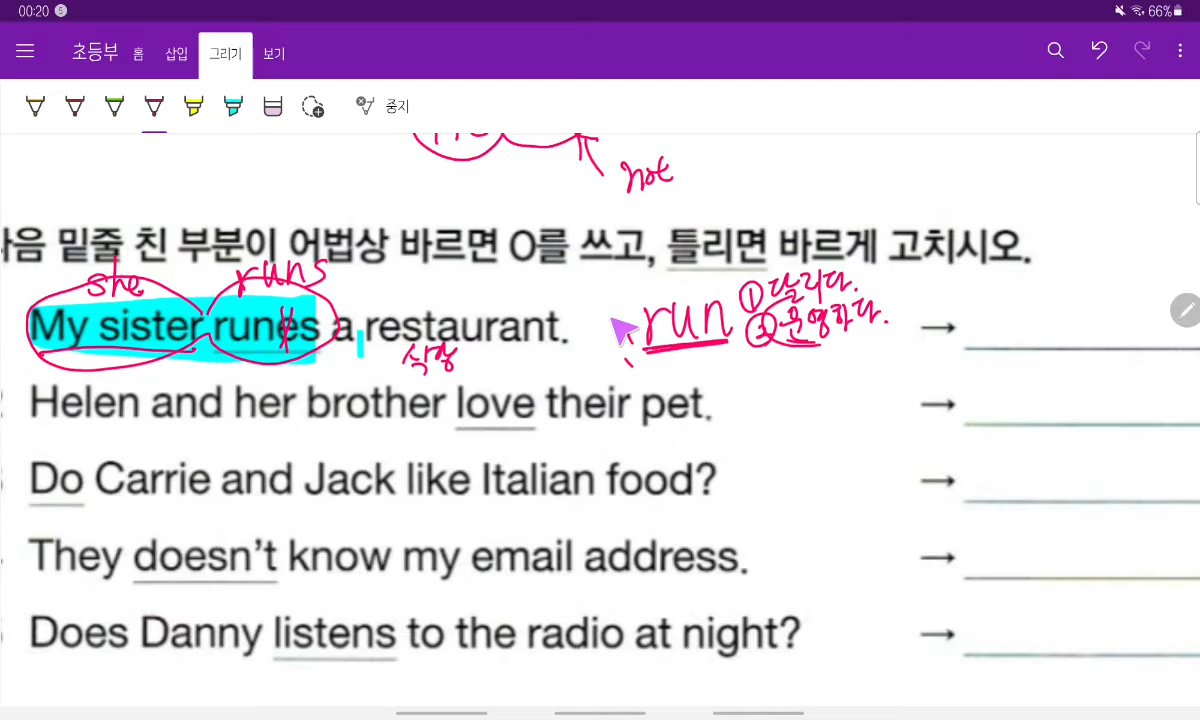 00:20 5 66%
초등부 홈 삽입 그리기 보기
중지
not
다음 밑줄 친 부분이 어법상 바르면 O를 쓰고, 틀리면 바르게 고치시오.
she runs
My sister runes a restaurant. run ① 달리다. →
② 운영하다.
식당
Helen and her brother love their pet. →
Do Carrie and Jack like Italian food? →
They doesn't know my email address. →
Does Danny listens to the radio at night? →